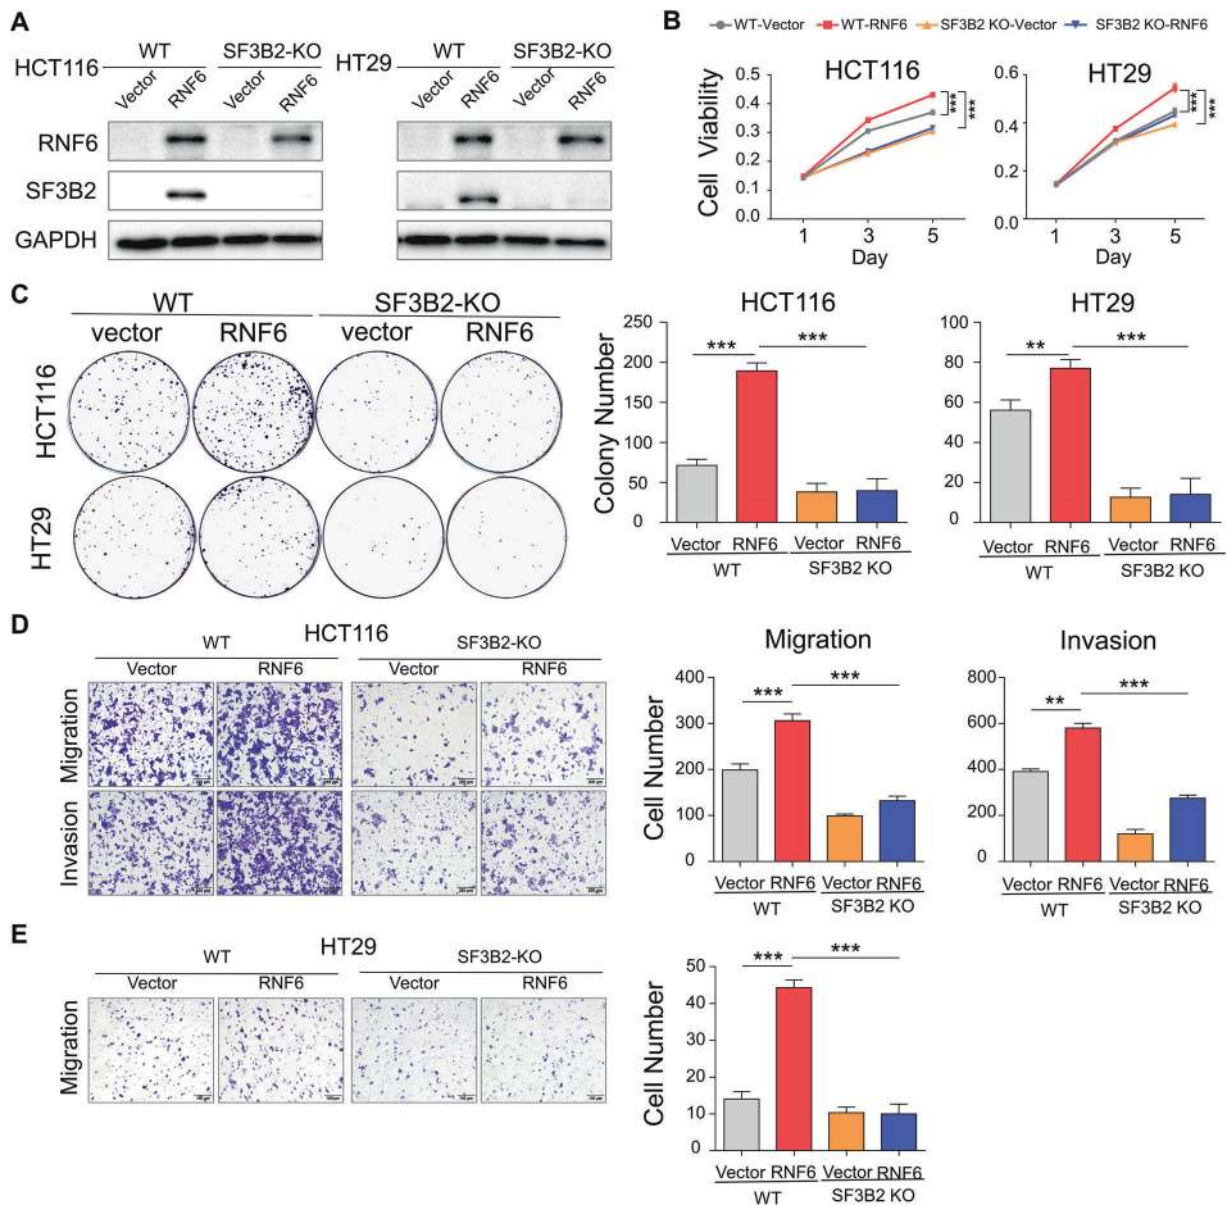 A
WT
SF3B2-KO
WT
SF3B2-KO
HCT116
HT29
Vector
RNF6
Vector
RNF6
Vector
RNF6
Vector
RNF6
RNF6
SF3B2
GAPDH
B
WT-Vector
WT-RNF6
SF3B2 KO-Vector
SF3B2 KO-RNF6
HCT116
HT29
Cell Viability
0.5
0.4
0.3
0.2
0.1
0.0
***
***
1
3
5
Day
0.6
0.4
0.2
0.0
***
***
1
3
5
Day
C
WT
SF3B2-KO
vector
RNF6
vector
RNF6
HCT116
HT29
HCT116
Colony Number
250
200
150
100
50
0
***
***
Vector RNF6 Vector RNF6
WT
SF3B2 KO
HT29
100
80
60
40
20
0
**
***
Vector RNF6 Vector RNF6
WT
SF3B2 KO
D
HCT116
WT
SF3B2-KO
Vector
RNF6
Vector
RNF6
Migration
Invasion
Migration
Cell Number
400
300
200
100
0
***
***
Vector RNF6 Vector RNF6
WT
SF3B2 KO
Invasion
800
600
400
200
0
**
***
Vector RNF6 Vector RNF6
WT
SF3B2 KO
E
HT29
WT
SF3B2-KO
Vector
RNF6
Vector
RNF6
Migration
Cell Number
50
40
30
20
10
0
***
***
Vector RNF6 Vector RNF6
WT
SF3B2 KO